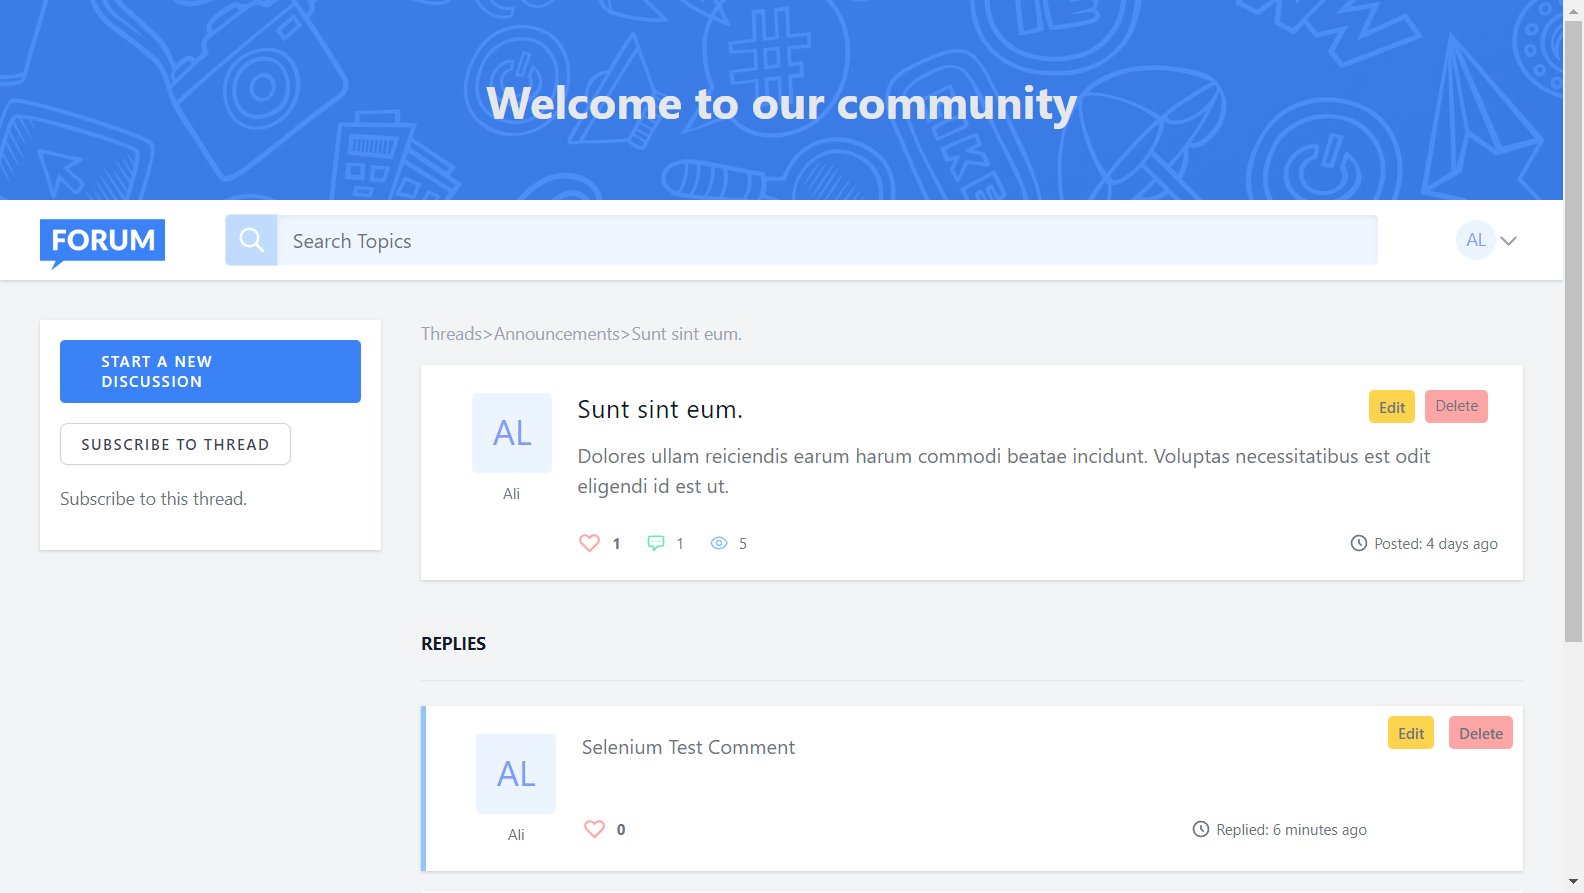 Welcome to our community
FORUM
Search Topics
AL
START A NEW
DISCUSSION
SUBSCRIBE TO THREAD
Subscribe to this thread.
Threads>Announcements>Sunt sint eum.
AL
Ali
Sunt sint eum.
Edit
Delete
Dolores ullam reiciendis earum harum commodi beatae incidunt. Voluptas necessitatibus est odit
eligendi id est ut.
1 1 5
Posted: 4 days ago
REPLIES
AL
Ali
Selenium Test Comment
Edit
Delete
0
Replied: 6 minutes ago